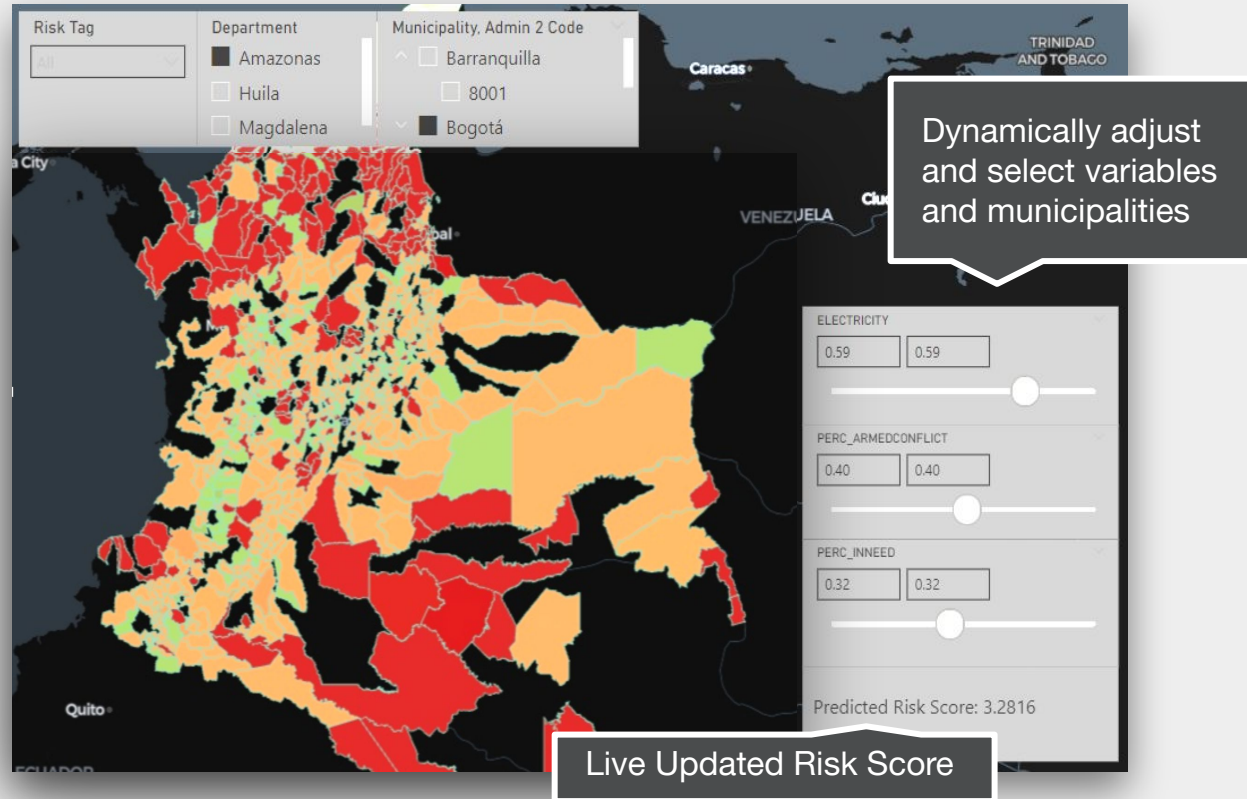 Risk Tag
All
Department
Amazonas
Huila
Magdalena
Municipality, Admin 2 Code
Barranquilla
8001
Bogotá
Caracas
TRINIDAD
AND TOBAGO
a City
VENEZUELA
Dynamically adjust
and select variables
and municipalities
ELECTRICITY
0.59 0.59
PERC_ARMEDCONFLICT
0.40 0.40
PERC_INNEED
0.32 0.32
Predicted Risk Score: 3.2816
Quito
ECUADOR
Live Updated Risk Score